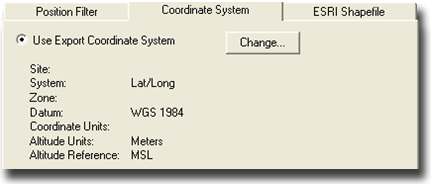 Position Filter Coordinate System ESRI Shapefile
Use Export Coordinate System Change...
Site:
System: Lat/Long
Zone:
Datum: WGS 1984
Coordinate Units:
Altitude Units: Meters
Altitude Reference: MSL